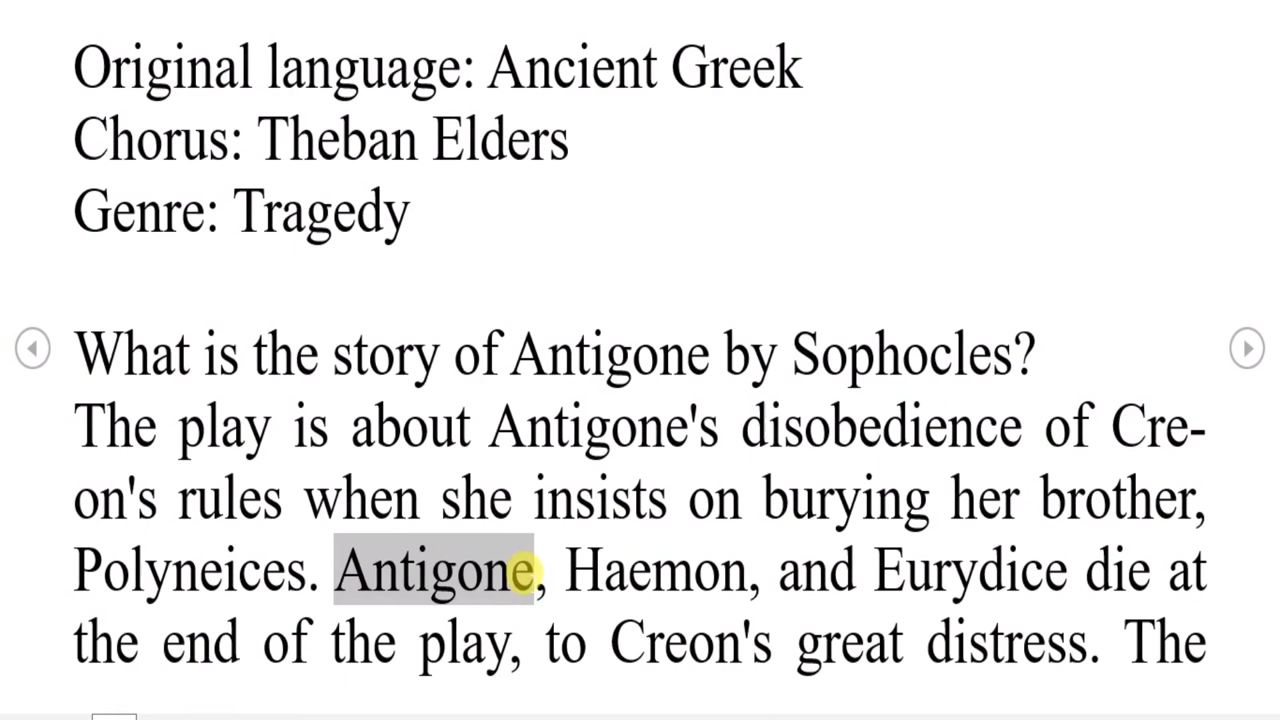 Original language: Ancient Greek
Chorus: Theban Elders
Genre: Tragedy
What is the story of Antigone by Sophocles?
The play is about Antigone's disobedience of Cre-
on's rules when she insists on burying her brother,
Polyneices. Antigone, Haemon, and Eurydice die at
the end of the play, to Creon's great distress. The